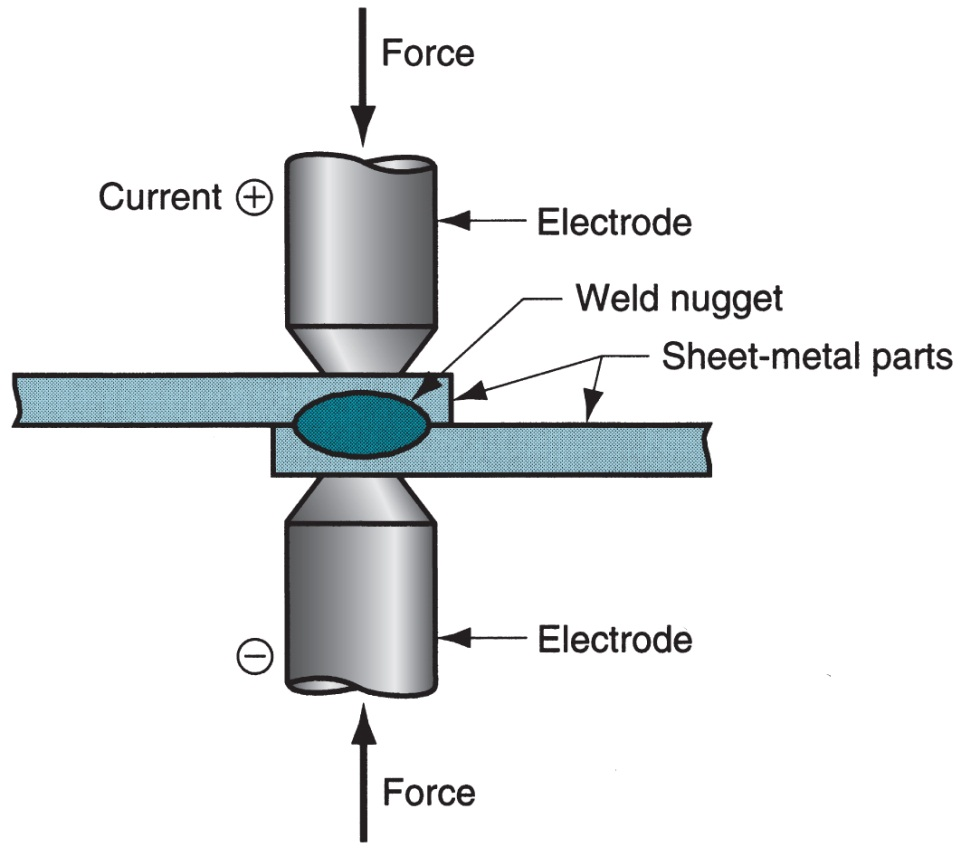 Force
Current ⊕
Electrode
Weld nugget
Sheet-metal parts
Electrode
⊖
Force